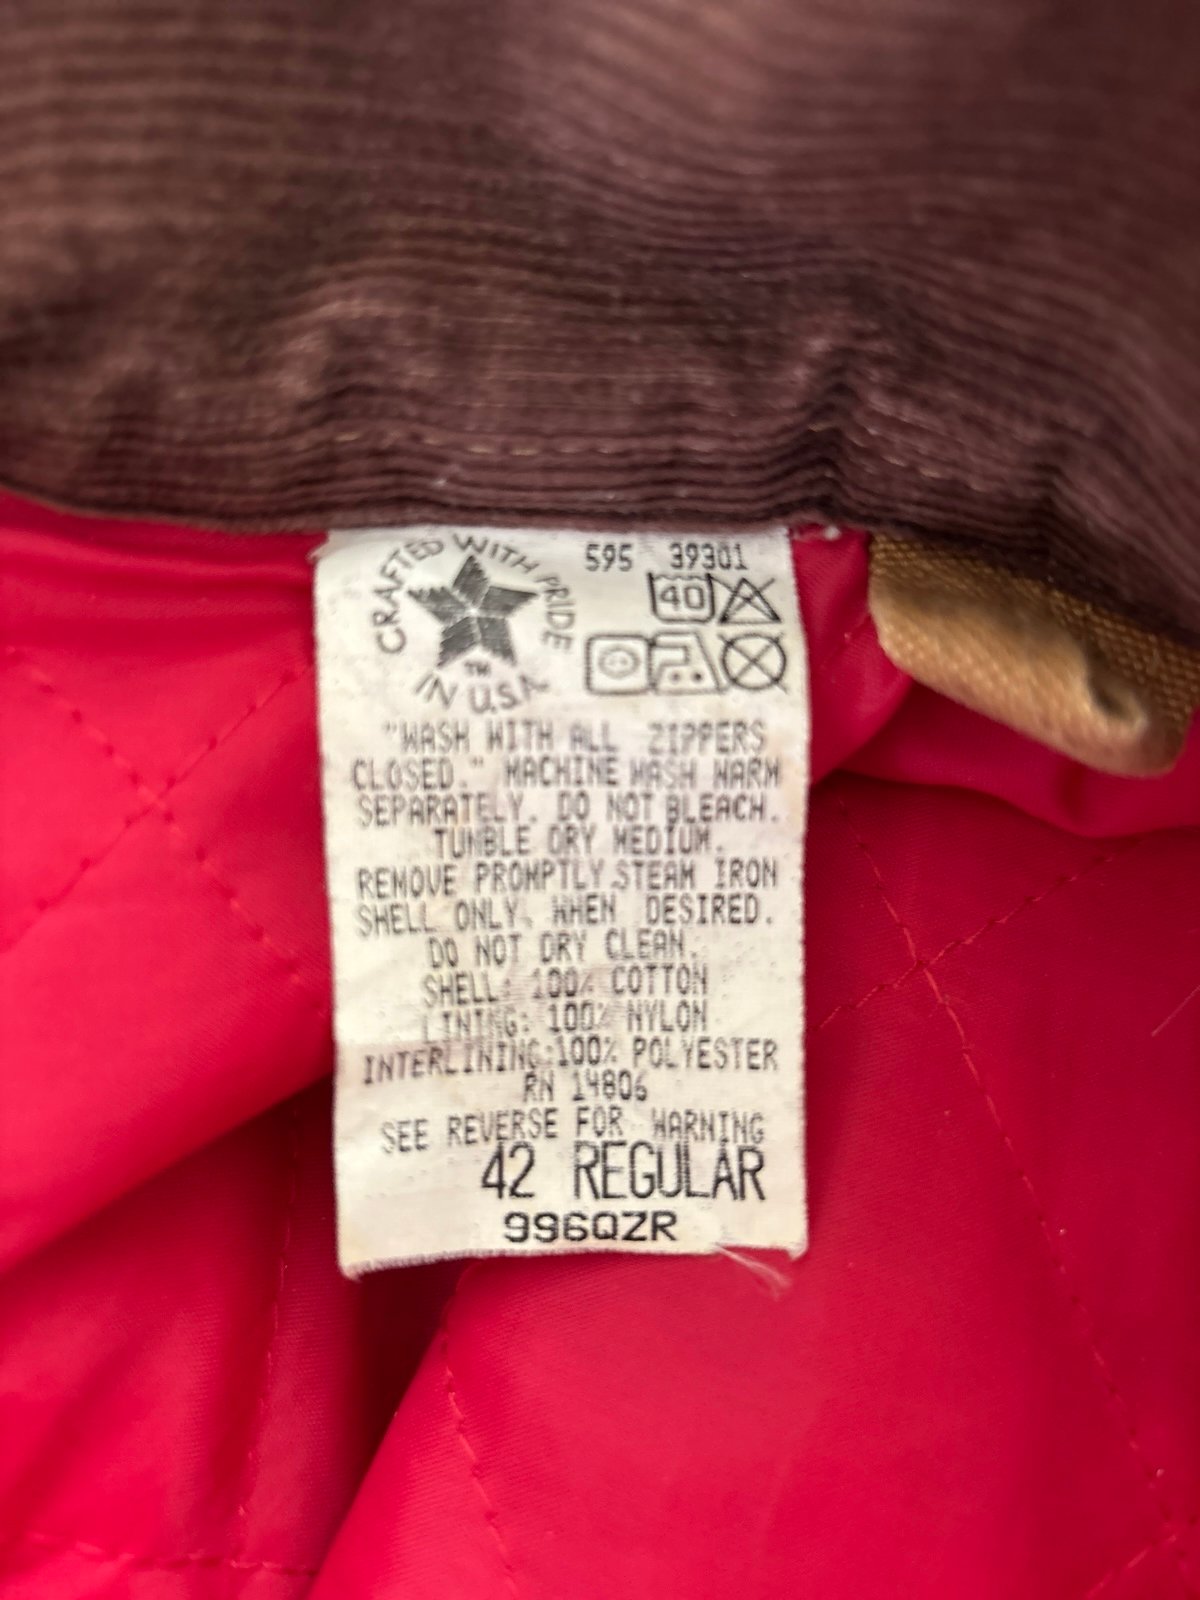 CRAFTED WITH PRIDE
IN U.S.A.
TM
595 39301
40
"WASH WITH ALL ZIPPERS
CLOSED." MACHINE WASH WARM
SEPARATELY. DO NOT BLEACH.
TUMBLE DRY MEDIUM.
REMOVE PROMPTLY.STEAM IRON
SHELL ONLY, WHEN DESIRED.
DO NOT DRY CLEAN.
SHELL: 100% COTTON
LINING: 100% NYLON
INTERLINING:100% POLYESTER
RN 14806
SEE REVERSE FOR WARNING
42 REGULAR
996QZR